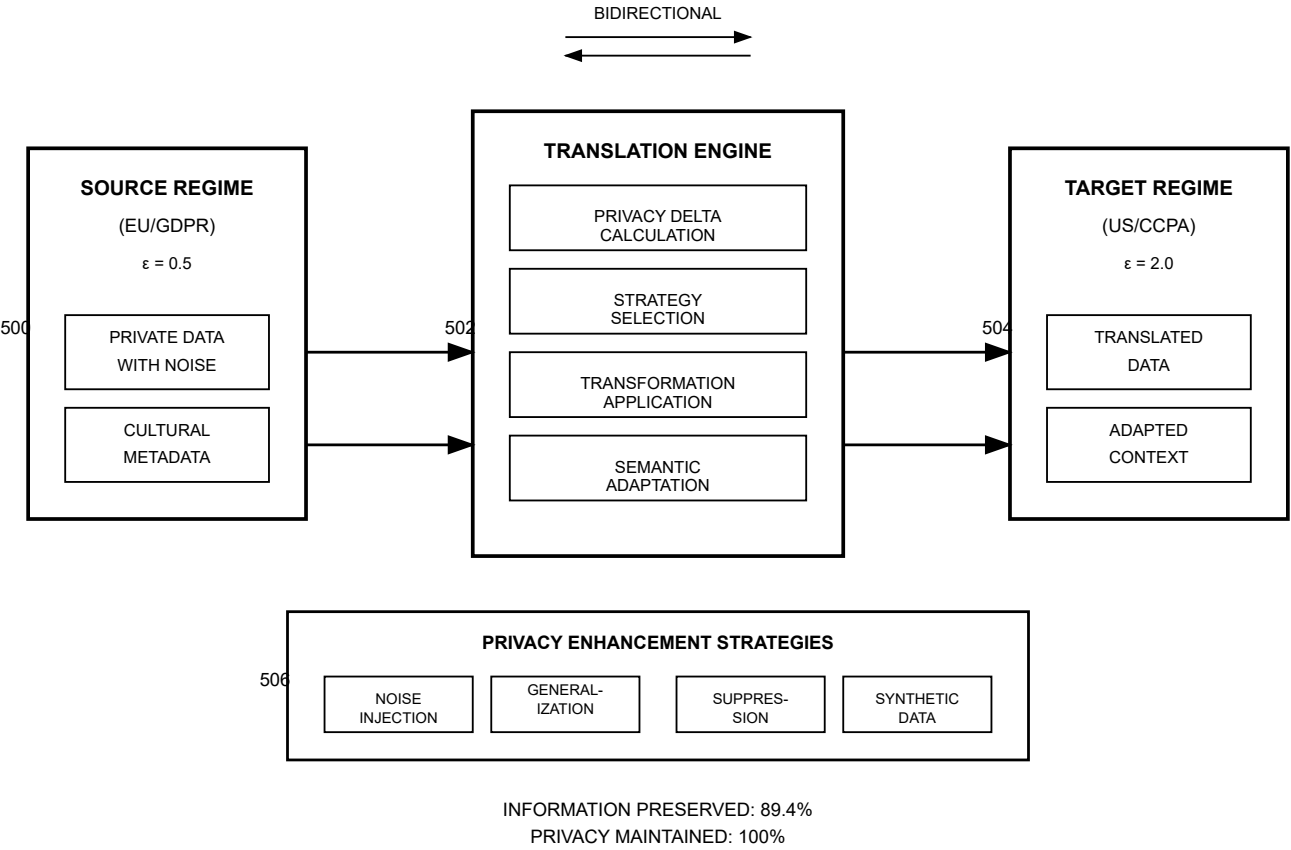 BIDIRECTIONAL
SOURCE REGIME
(EU/GDPR)
ε = 0.5
500
PRIVATE DATA
WITH NOISE
CULTURAL
METADATA
TRANSLATION ENGINE
502
PRIVACY DELTA
CALCULATION
STRATEGY
SELECTION
TRANSFORMATION
APPLICATION
SEMANTIC
ADAPTATION
TARGET REGIME
(US/CCPA)
ε = 2.0
504
TRANSLATED
DATA
ADAPTED
CONTEXT
PRIVACY ENHANCEMENT STRATEGIES
506
NOISE
INJECTION
GENERAL-
IZATION
SUPPRES-
SION
SYNTHETIC
DATA
INFORMATION PRESERVED: 89.4%
PRIVACY MAINTAINED: 100%